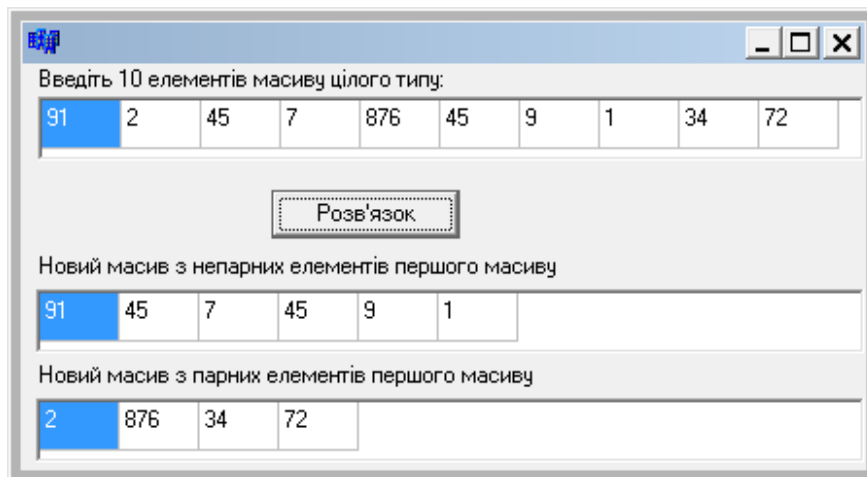 Введіть 10 елементів масиву цілого типу:
91 2 45 7 876 45 9 1 34 72
Розв'язок
Новий масив з непарних елементів першого масиву
91 45 7 45 9 1
Новий масив з парних елементів першого масиву
2 876 34 72